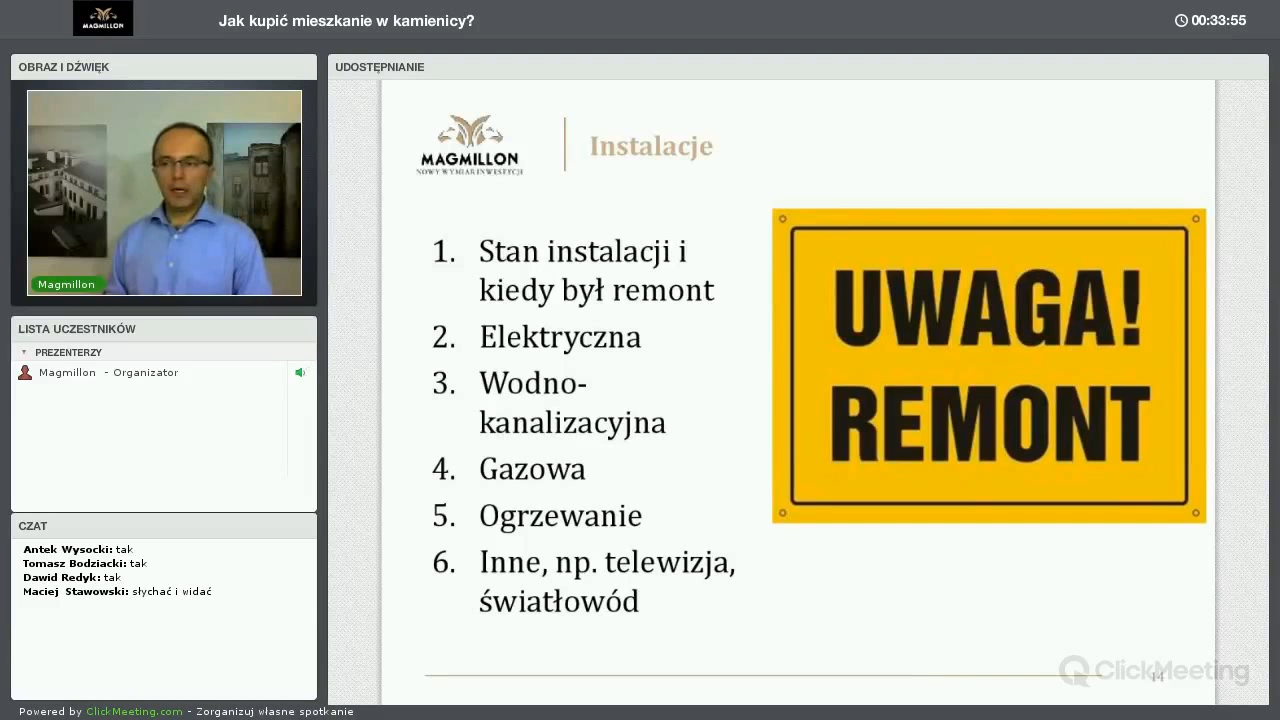 MAGMILLON
Jak kupić mieszkanie w kamienicy?
00:33:55
OBRAZ I DŹWIĘK
Magmillon
LISTA UCZESTNIKÓW
PREZENTERZY
Magmillon - Organizator
CZAT
Antek Wysocki: tak
Tomasz Bodziacki: tak
Dawid Redyk: tak
Maciej Stawowski: słychać i widać
UDOSTĘPNIANIE
MAGMILLON
NOWY WYMIAR INWESTYCJI
Instalacje
1. Stan instalacji i
kiedy był remont
2. Elektryczna
3. Wodno-
kanalizacyjna
4. Gazowa
5. Ogrzewanie
6. Inne, np. telewizja,
światłowód
UWAGA!
REMONT
ClickMeeting
14
Powered by ClickMeeting.com - Zorganizuj własne spotkanie